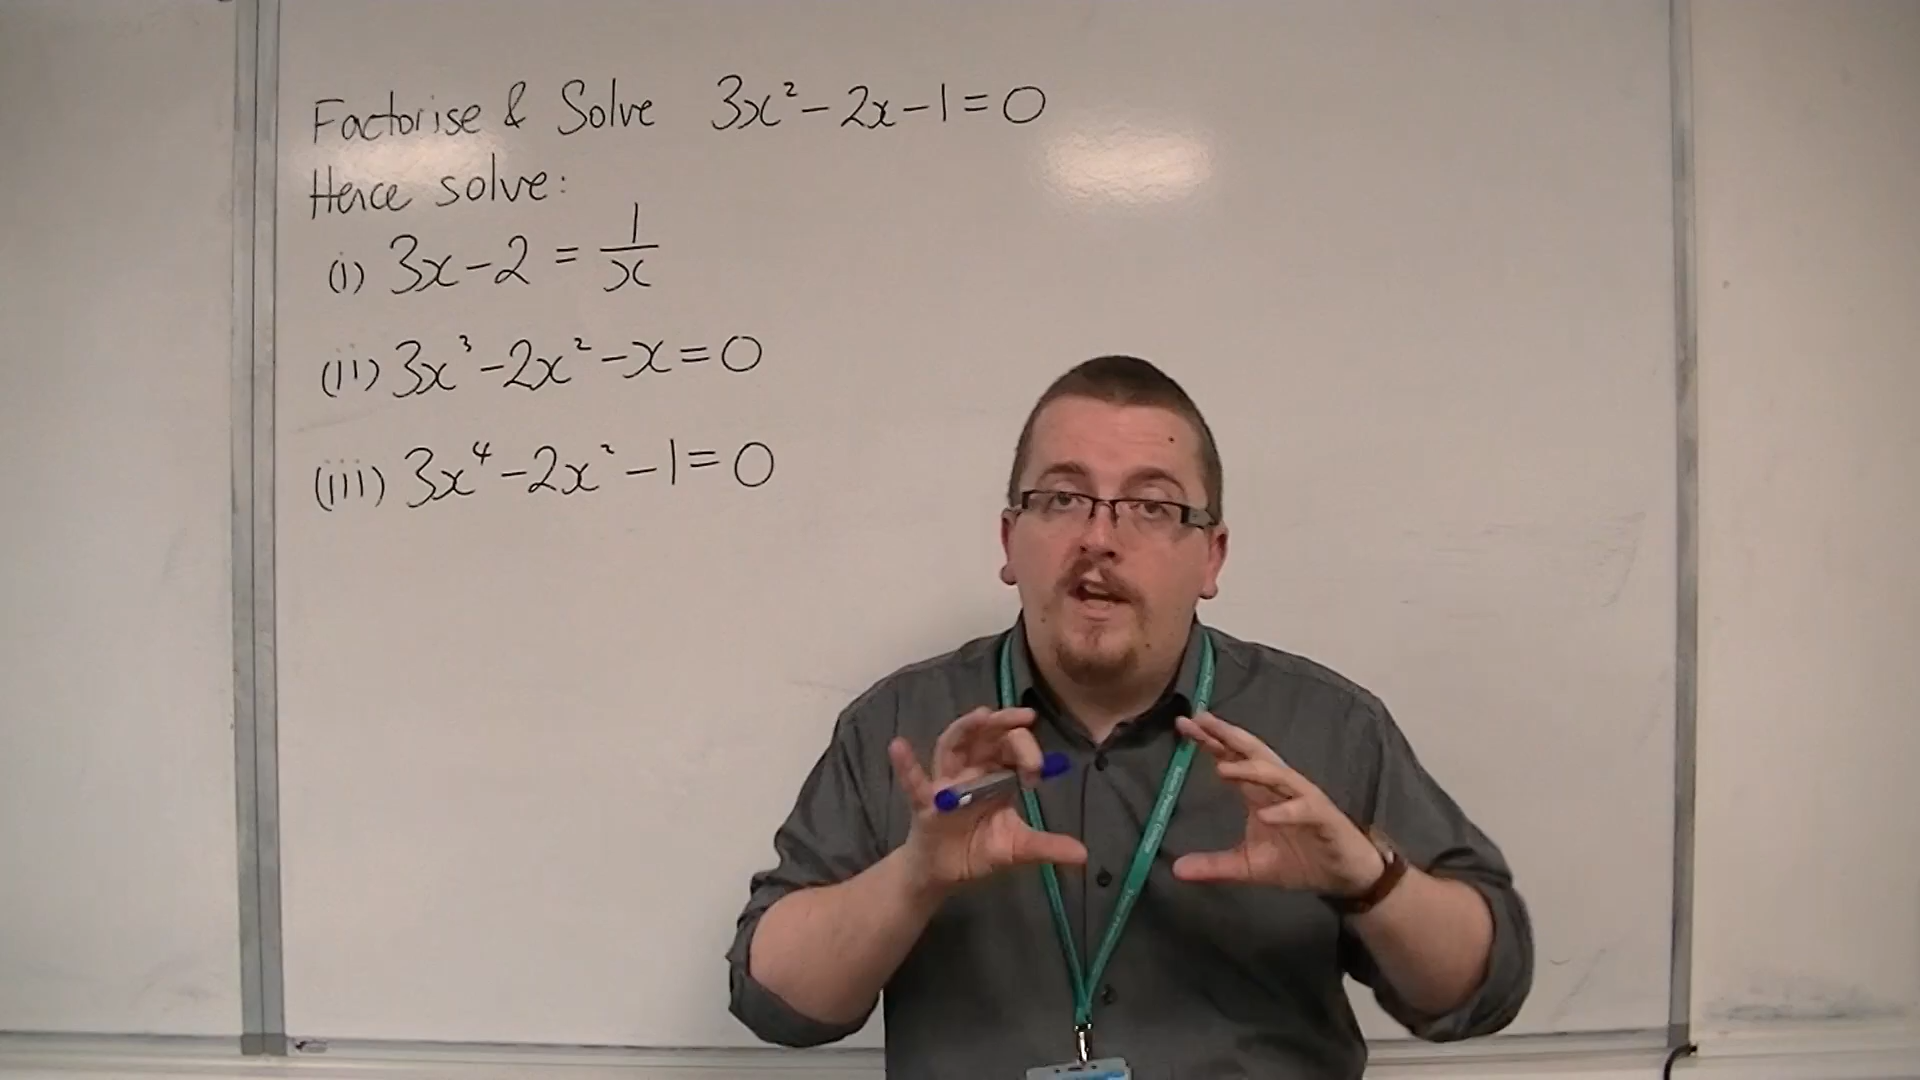 Factorise & Solve 3x² - 2x - 1 = 0
Hence solve:
(i) 3x - 2 = 1/x
(ii) 3x³ - 2x² - x = 0
(iii) 3x⁴ - 2x² - 1 = 0